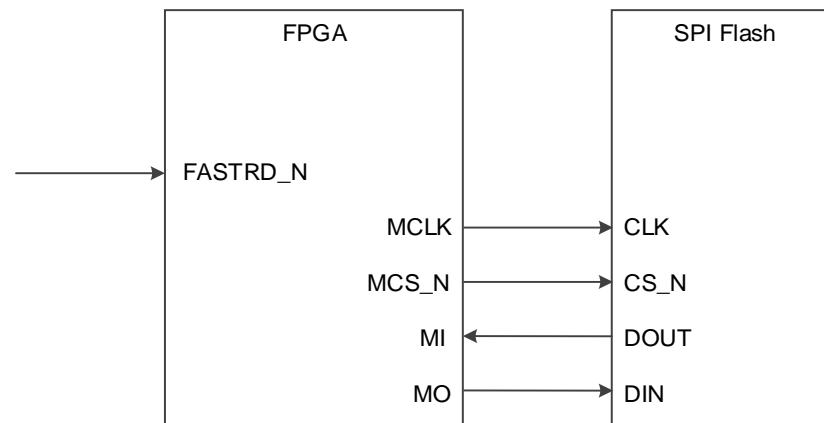 FPGA SPI Flash
FASTRD_N
MCLK CLK
MCS_N CS_N
MI DOUT
MO DIN